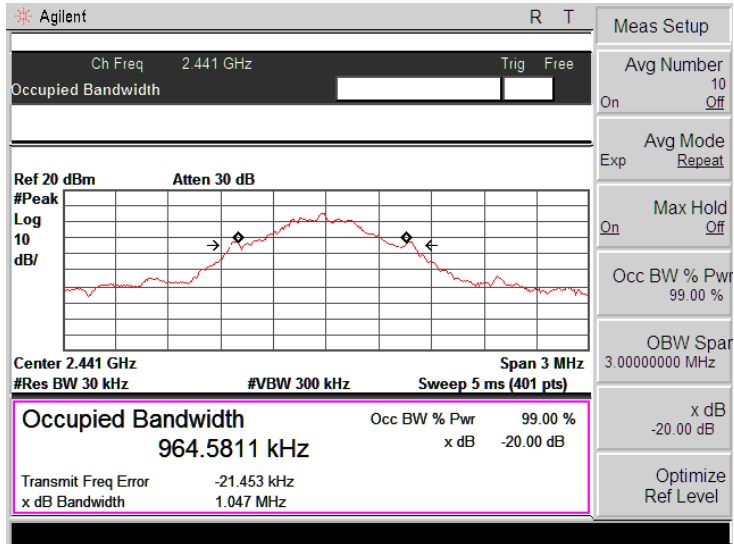 Agilent R T
Ch Freq 2.441 GHz Trig Free
Occupied Bandwidth
Ref 20 dBm Atten 30 dB
#Peak
Log
10
dB/
Center 2.441 GHz Span 3 MHz
#Res BW 30 kHz #VBW 300 kHz Sweep 5 ms (401 pts)
Occupied Bandwidth Occ BW % Pwr 99.00 %
964.5811 kHz x dB -20.00 dB
Transmit Freq Error -21.453 kHz
x dB Bandwidth 1.047 MHz
Meas Setup
Avg Number
10
On Off
Avg Mode
Exp Repeat
Max Hold
On Off
Occ BW % Pwr
99.00 %
OBW Span
3.00000000 MHz
x dB
-20.00 dB
Optimize
Ref Level